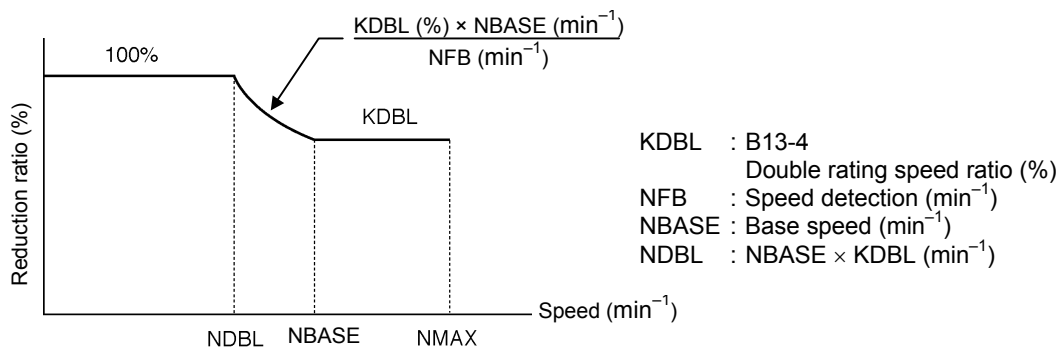 KDBL (%) × NBASE (min⁻¹)
NFB (min⁻¹)
100%
KDBL
Reduction ratio (%)
KDBL : B13-4
Double rating speed ratio (%)
NFB : Speed detection (min⁻¹)
NBASE : Base speed (min⁻¹)
NDBL : NBASE × KDBL (min⁻¹)
Speed (min⁻¹)
NDBL NBASE NMAX